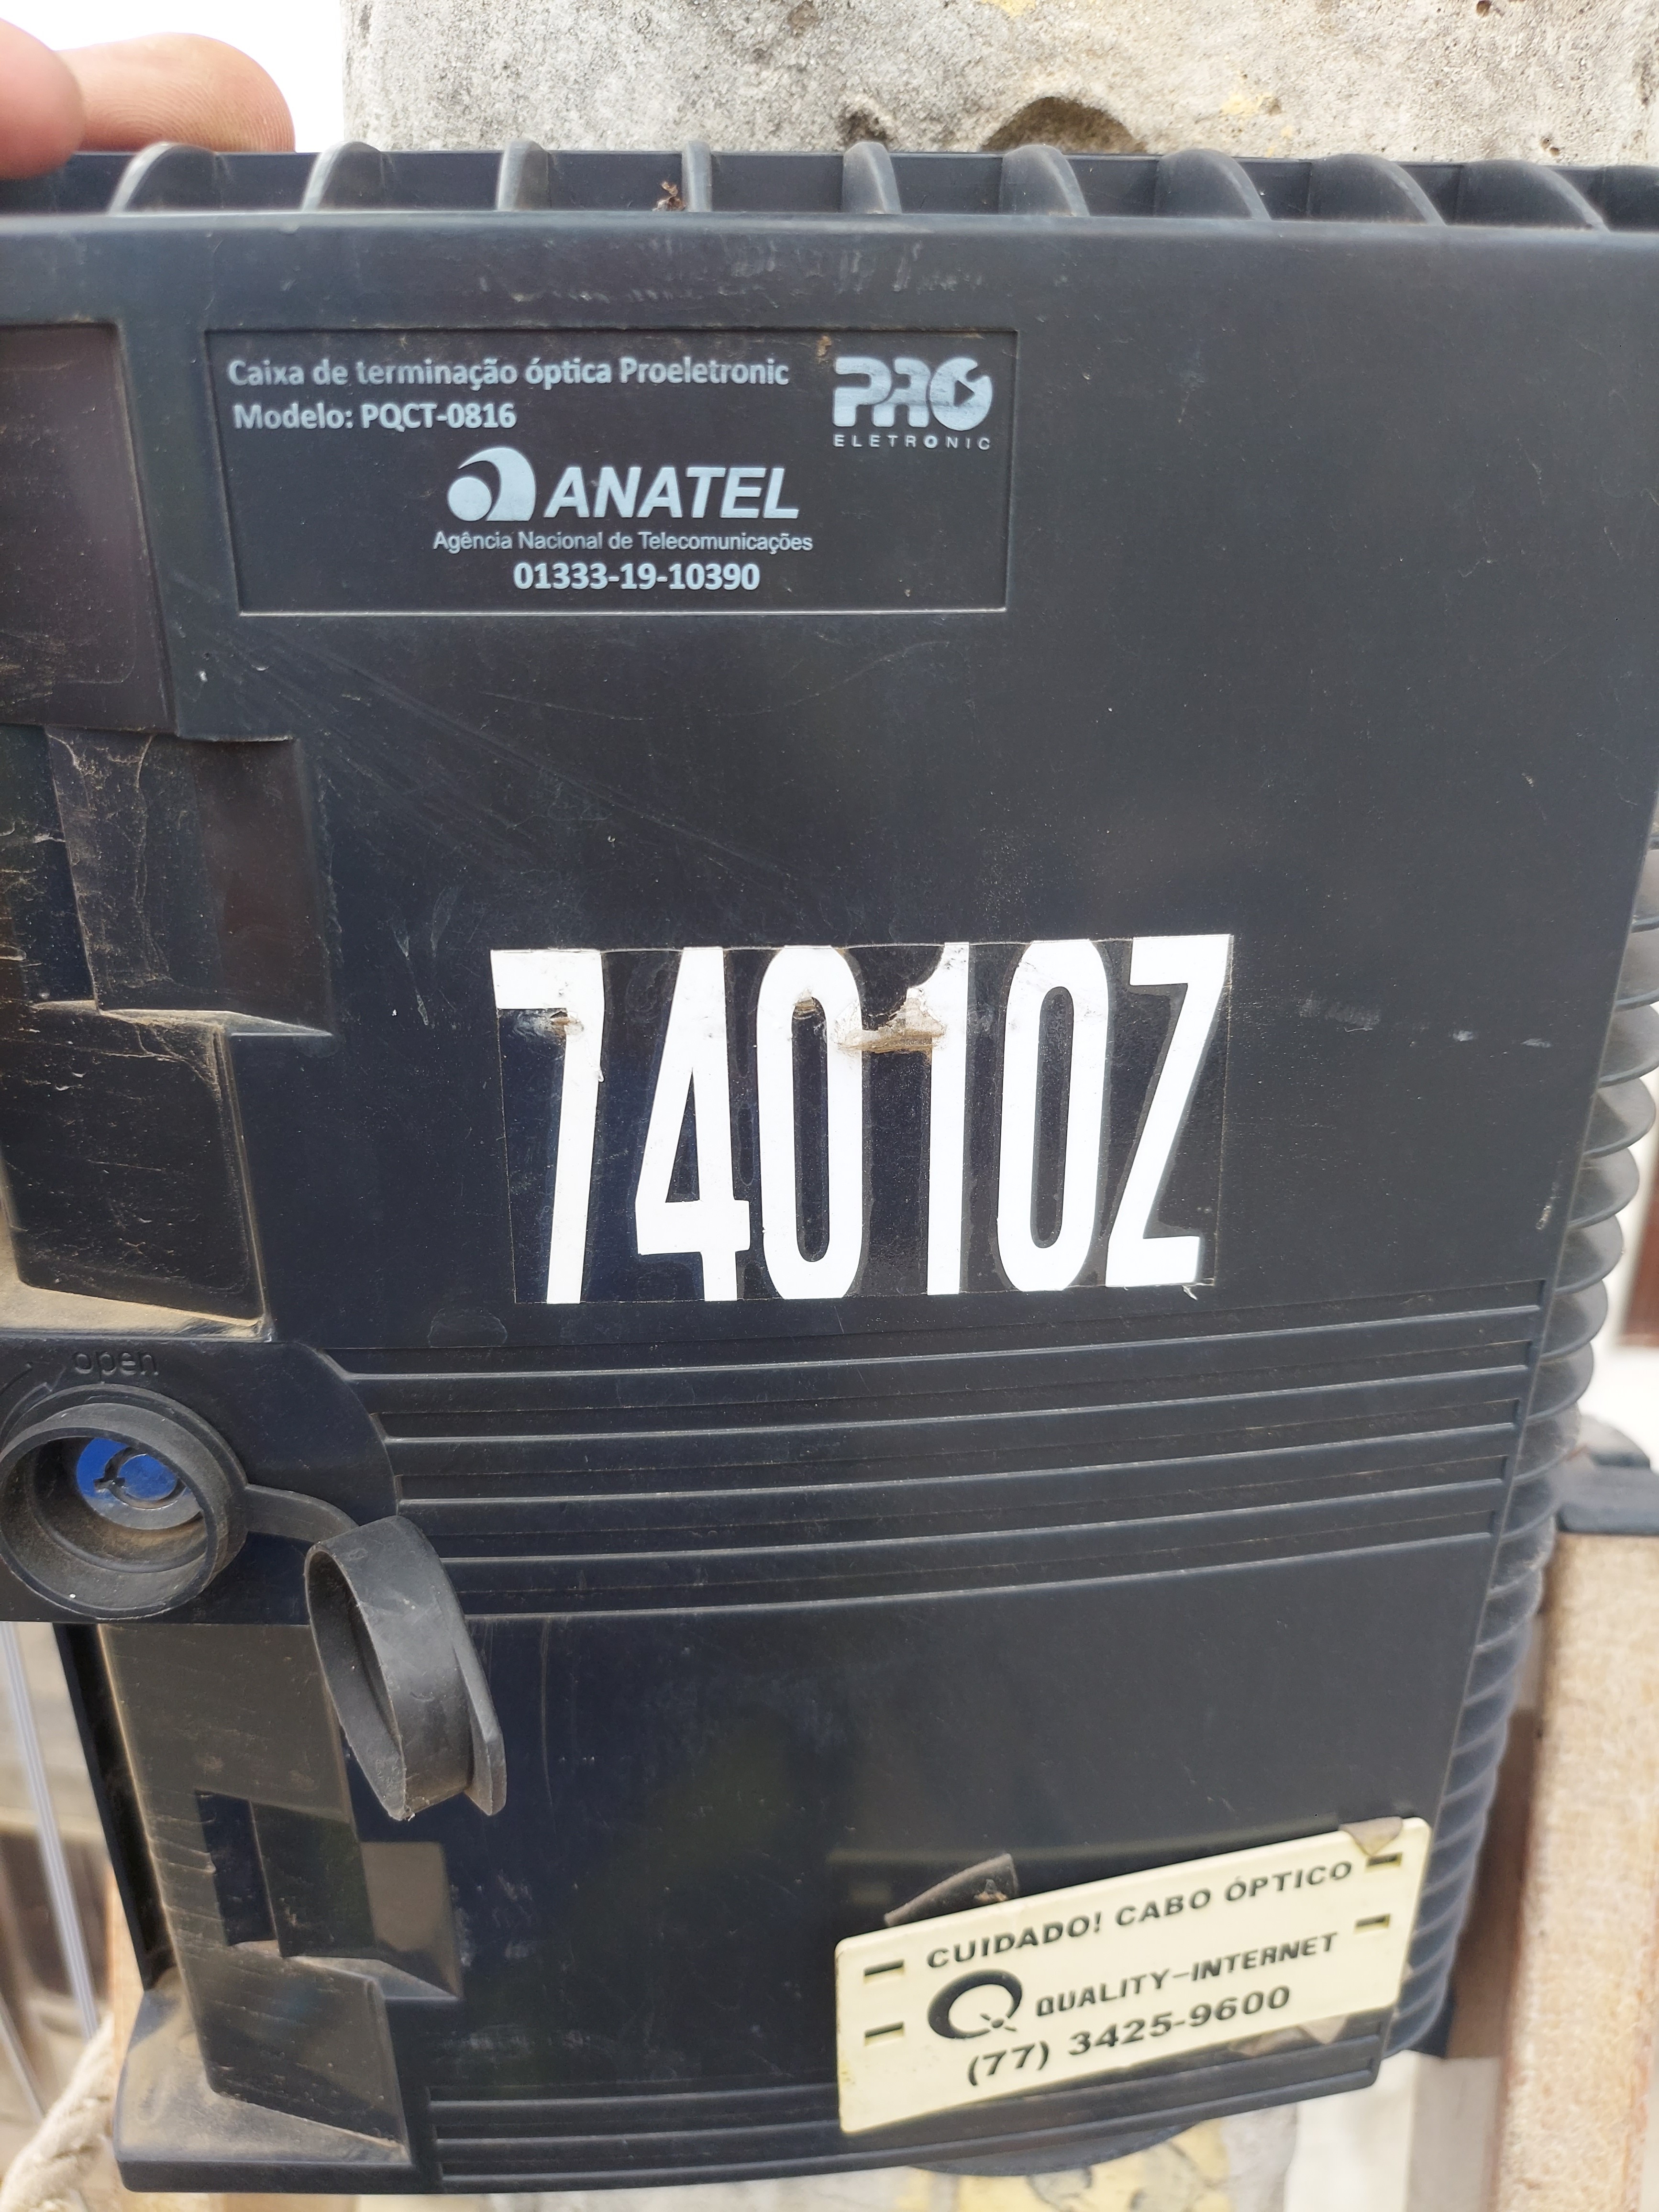 Caixa de terminação óptica Proeletronic
Modelo: PQCT-0816
PRO
ELETRONIC
ANATEL
Agência Nacional de Telecomunicações
01333-19-10390
74010Z
open
CUIDADO! CABO ÓPTICO
QUALITY-INTERNET
(77) 3425-9600